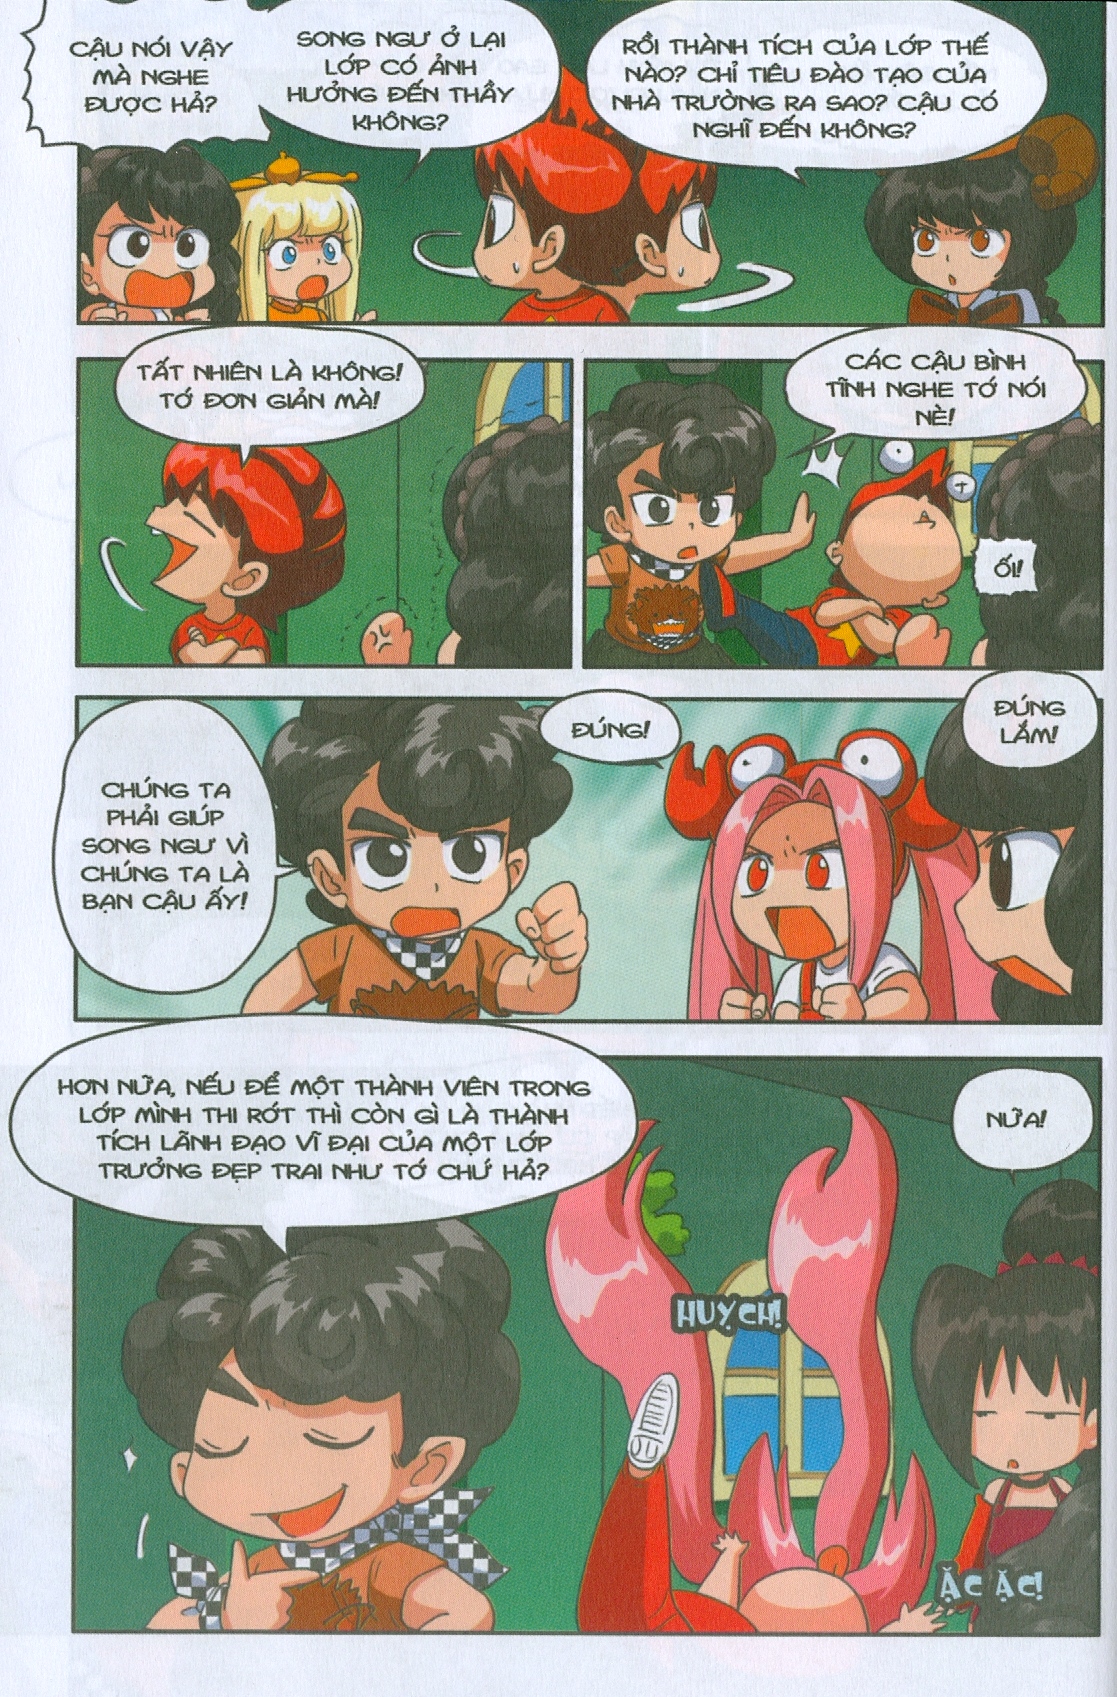 CẬU NÓI VẬY
MÀ NGHE
ĐƯỢC HẢ?
SONG NGƯ Ở LẠI
LỚP CÓ ẢNH
HƯỞNG ĐẾN THẦY
KHÔNG?
RỒI THÀNH TÍCH CỦA LỚP THẾ
NÀO? CHỈ TIÊU ĐÀO TẠO CỦA
NHÀ TRƯỜNG RA SAO? CẬU CÓ
NGHĨ ĐẾN KHÔNG?
TẤT NHIÊN LÀ KHÔNG!
TỚ ĐƠN GIẢN MÀ!
CÁC CẬU BÌNH
TĨNH NGHE TỚ NÓI
NÈ!
ỐI!
CHÚNG TA
PHẢI GIÚP
SONG NGƯ VÌ
CHÚNG TA LÀ
BẠN CẬU ẤY!
ĐÚNG!
ĐÚNG
LẮM!
HƠN NỮA, NẾU ĐỂ MỘT THÀNH VIÊN TRONG
LỚP MÌNH THI RỚT THÌ CÒN GÌ LÀ THÀNH
TÍCH LÃNH ĐẠO VĨ ĐẠI CỦA MỘT LỚP
TRƯỞNG ĐẸP TRAI NHƯ TỚ CHỨ HẢ?
NỮA!
HUỴCH!
ẶC ẶC!